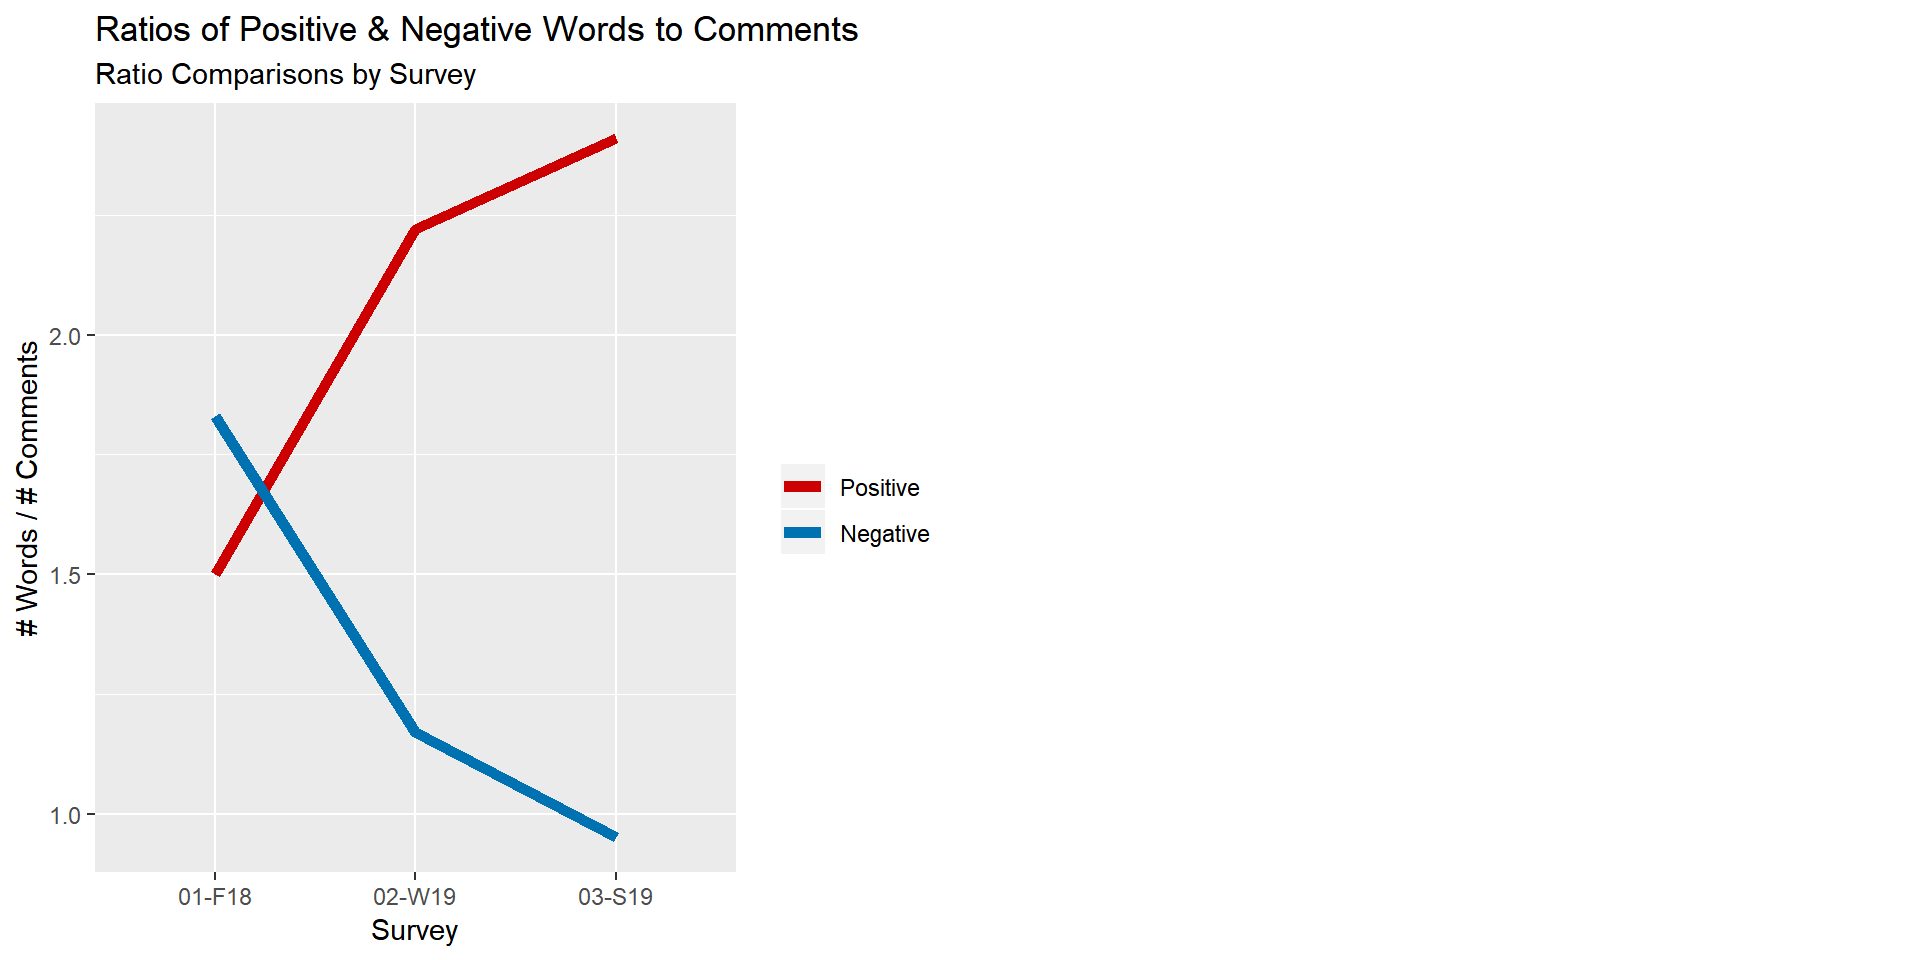 Ratios of Positive & Negative Words to Comments
Ratio Comparisons by Survey
# Words / # Comments
2.0
1.5
1.0
01-F18 02-W19 03-S19
Survey
Positive
Negative